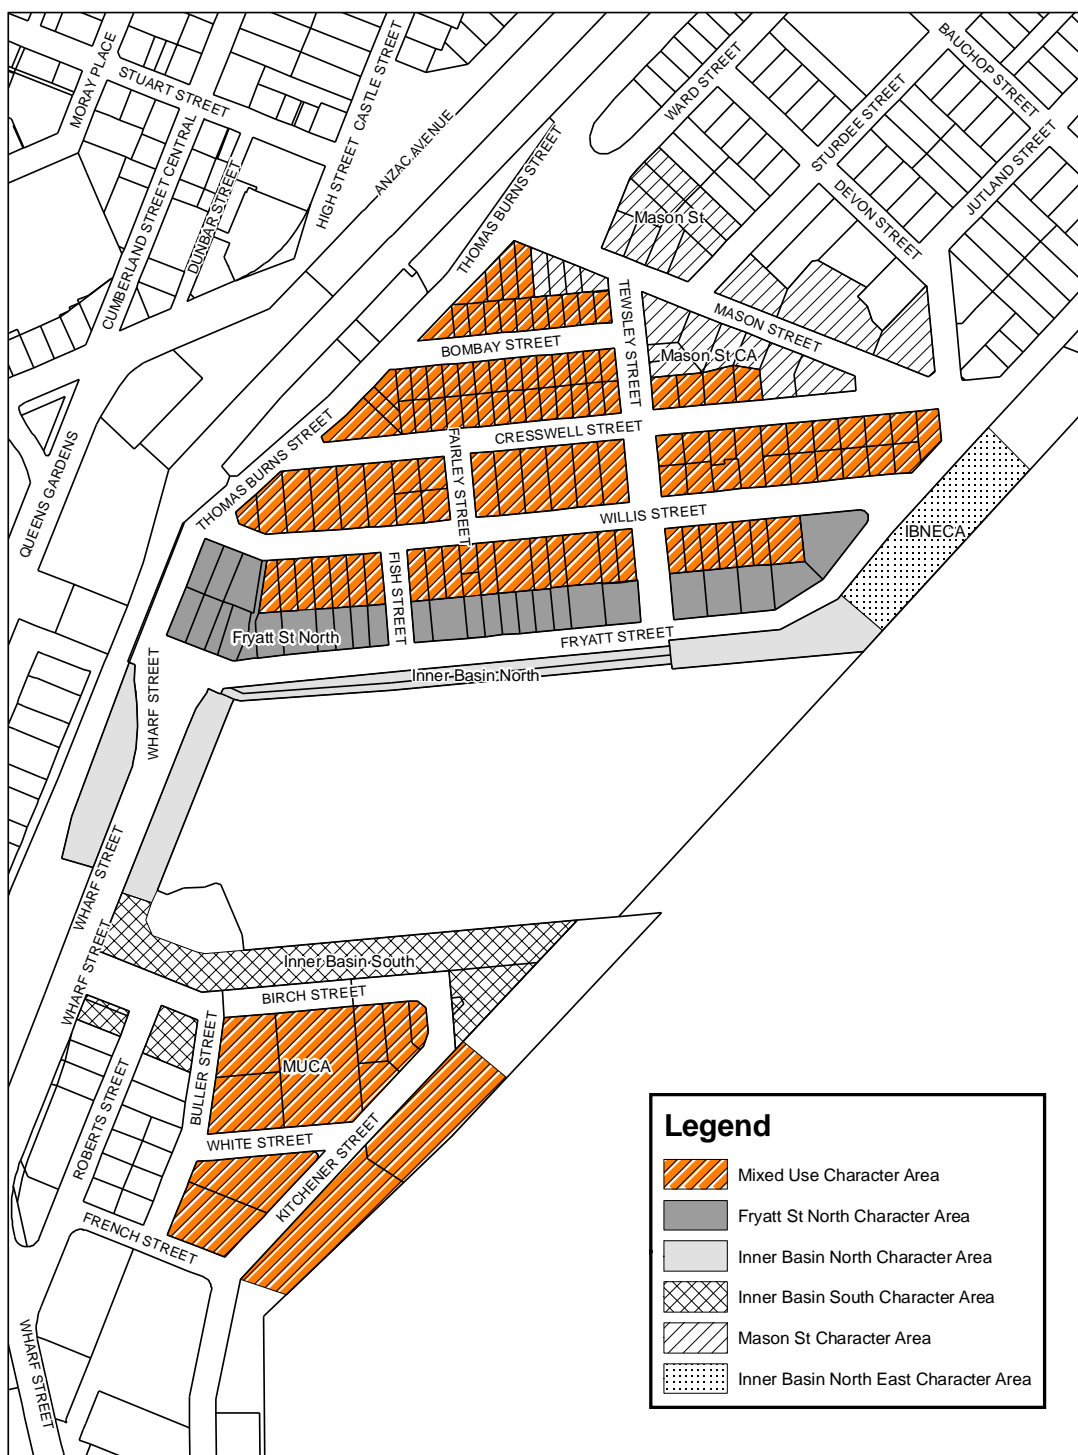 MORAY PLACE
STUART STREET
CUMBERLAND STREET CENTRAL
DUNBAR STREET
HIGH STREET
CASTLE STREET
ANZAC AVENUE
THOMAS BURNS STREET
WARD STREET
BAUCHOP STREET
STURDEE STREET
DEVON STREET
JUTLAND STREET
Mason St
TEWSLEY STREET
MASON STREET
BOMBAY STREET
Mason St CA
CRESSWELL STREET
FAIRLEY STREET
THOMAS BURNS STREET
QUEENS GARDENS
WILLIS STREET
IBNECA
FISH STREET
Fryatt St North
FRYATT STREET
Inner Basin North
WHARF STREET
WHARF STREET
WHARF STREET
Inner Basin South
BIRCH STREET
BULLER STREET
MUCA
ROBERTS STREET
WHITE STREET
KITCHENER STREET
FRENCH STREET
WHARF STREET
Legend
Mixed Use Character Area
Fryatt St North Character Area
Inner Basin North Character Area
Inner Basin South Character Area
Mason St Character Area
Inner Basin North East Character Area